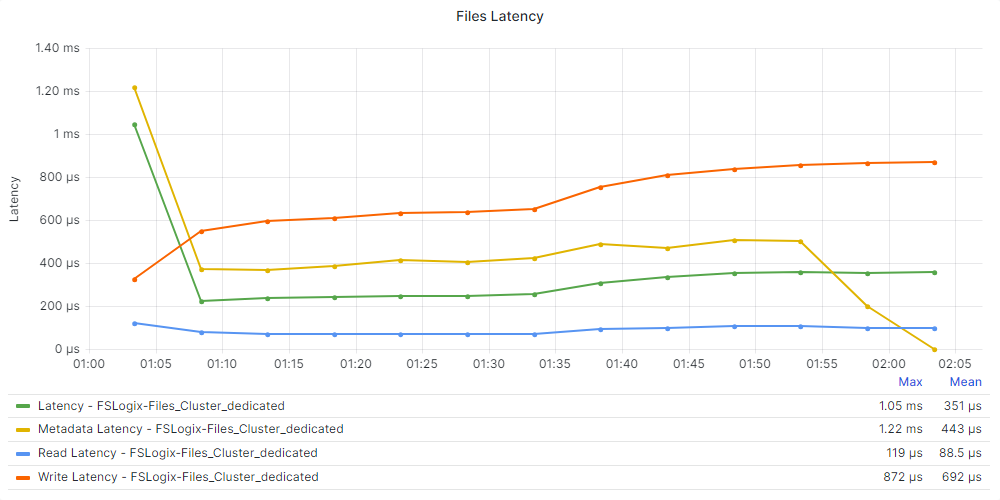 Files Latency
1.40 ms
1.20 ms
1 ms
800 µs
600 µs
400 µs
200 µs
0 µs
Latency
01:00 01:05 01:10 01:15 01:20 01:25 01:30 01:35 01:40 01:45 01:50 01:55 02:00 02:05
Max Mean
Latency - FSLogix-Files_Cluster_dedicated 1.05 ms 351 µs
Metadata Latency - FSLogix-Files_Cluster_dedicated 1.22 ms 443 µs
Read Latency - FSLogix-Files_Cluster_dedicated 119 µs 88.5 µs
Write Latency - FSLogix-Files_Cluster_dedicated 872 µs 692 µs